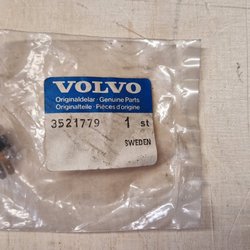 VOLVO
Originaldelar · Genuine Parts
Originalteile · Pièces d'origine
3521779 1 st
SWEDEN